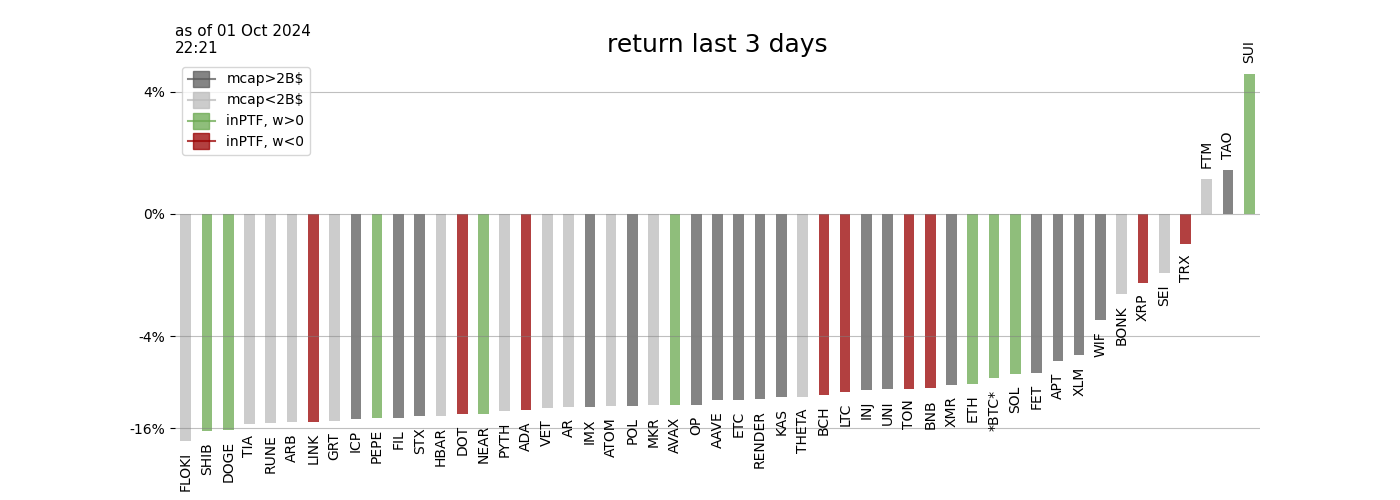 as of 01 Oct 2024
22:21
return last 3 days
mcap>2B$
mcap<2B$
inPTF, w>0
inPTF, w<0
4%
0%
-4%
-16%
FLOKI
SHIB
DOGE
TIA
RUNE
ARB
LINK
GRT
ICP
PEPE
FIL
STX
HBAR
DOT
NEAR
PYTH
ADA
VET
AR
IMX
ATOM
POL
MKR
AVAX
OP
AAVE
ETC
RENDER
KAS
THETA
BCH
LTC
INJ
UNI
TON
BNB
XMR
ETH
*BTC*
SOL
FET
APT
XLM
WIF
BONK
XRP
SEI
TRX
FTM
TAO
SUI